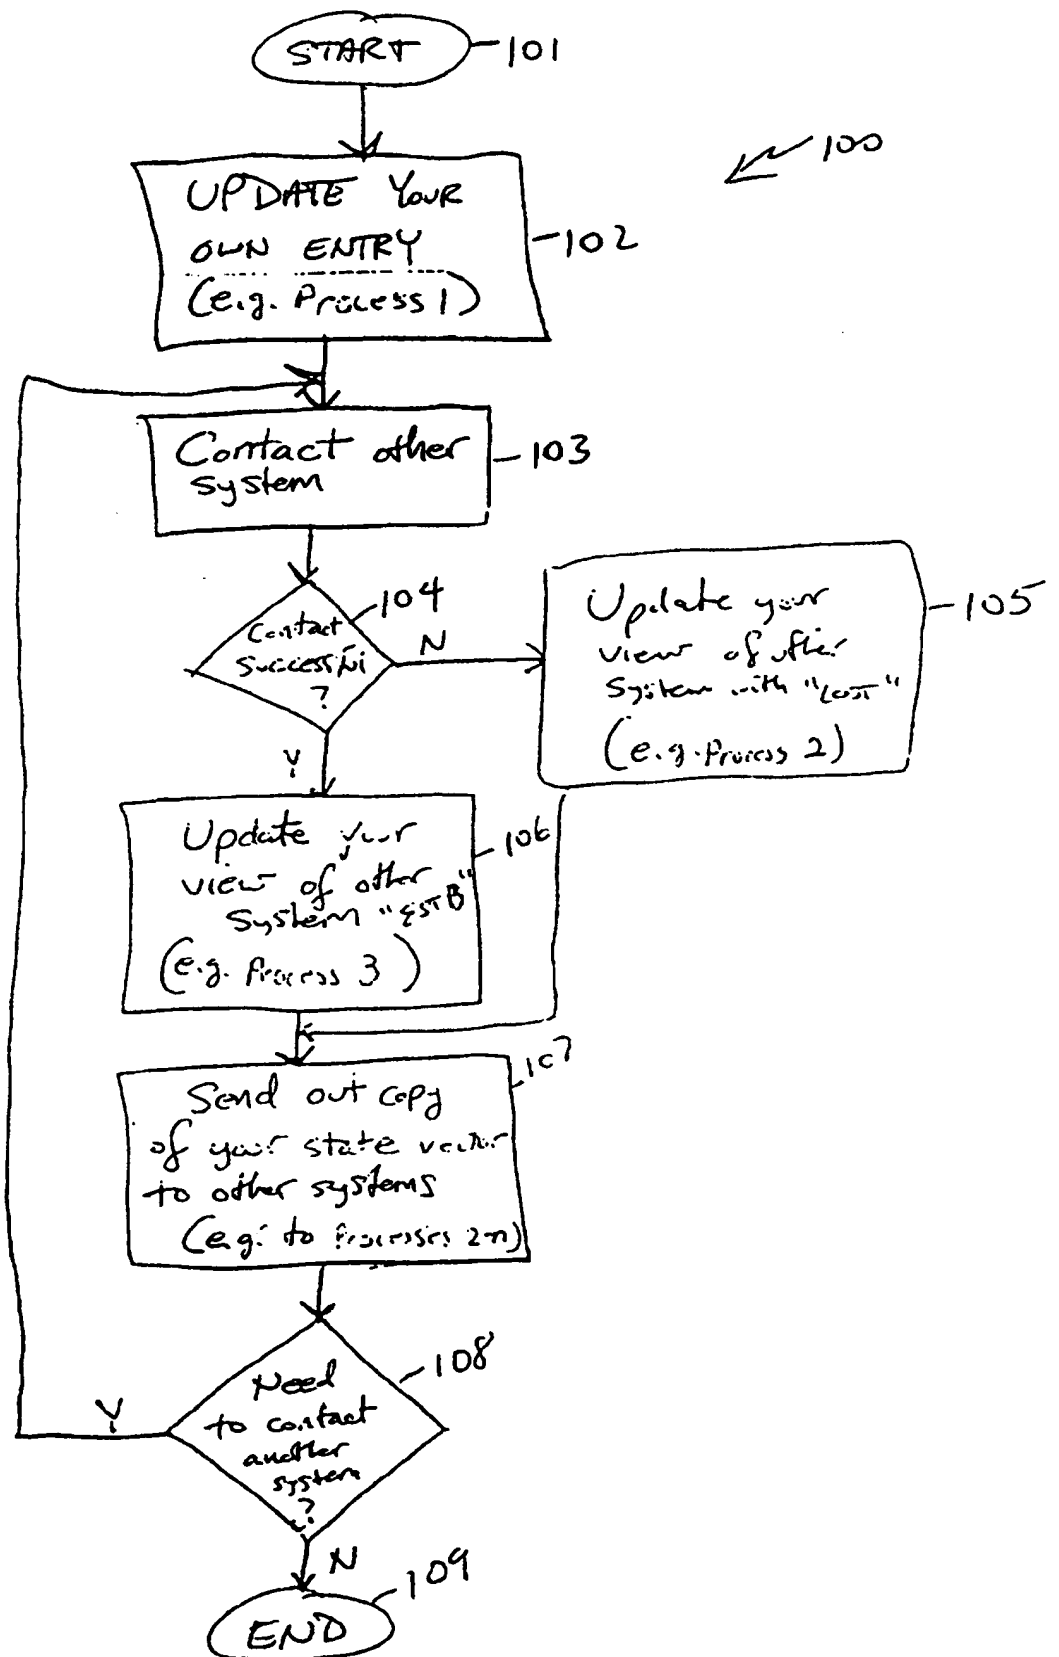 START
101
100
UPDATE YOUR
OWN ENTRY
(e.g. Process 1)
102
Contact other
system
103
104
Contact
successful
?
N
Y
Update your
view of other
System with "LOST"
(e.g. Process 2)
105
Update your
view of other
System "ESTB"
(e.g. Process 3)
106
107
Send out copy
of your state vector
to other systems
(e.g. to Processes 2-n)
108
Need
to contact
another
system
?
Y
N
109
END